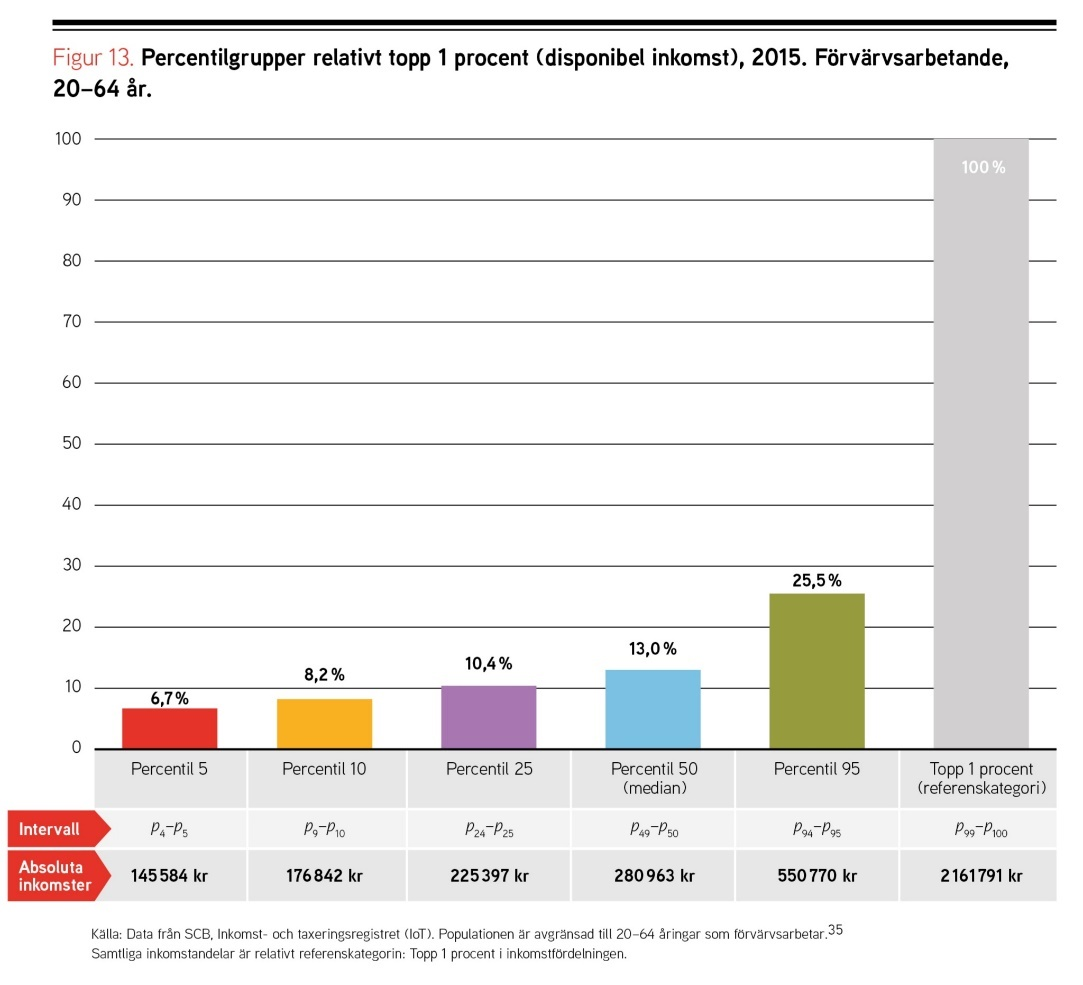 Figur 13. Percentilgrupper relativt topp 1 procent (disponibel inkomst), 2015. Förvärvsarbetande,
20–64 år.
100
90
80
70
60
50
40
30
20
10
0
100 %
25,5 %
13,0 %
10,4 %
8,2 %
6,7 %
Percentil 5 Percentil 10 Percentil 25 Percentil 50 Percentil 95 Topp 1 procent
(median) (referenskategori)
Intervall p4–p5 p9–p10 p24–p25 p49–p50 p94–p95 p99–p100
Absoluta
inkomster 145 584 kr 176 842 kr 225 397 kr 280 963 kr 550 770 kr 2 161 791 kr
Källa: Data från SCB, Inkomst- och taxeringsregistret (IoT). Populationen är avgränsad till 20–64 åringar som förvärvsarbetar.35
Samtliga inkomstandelar är relativt referenskategorin: Topp 1 procent i inkomstfördelningen.